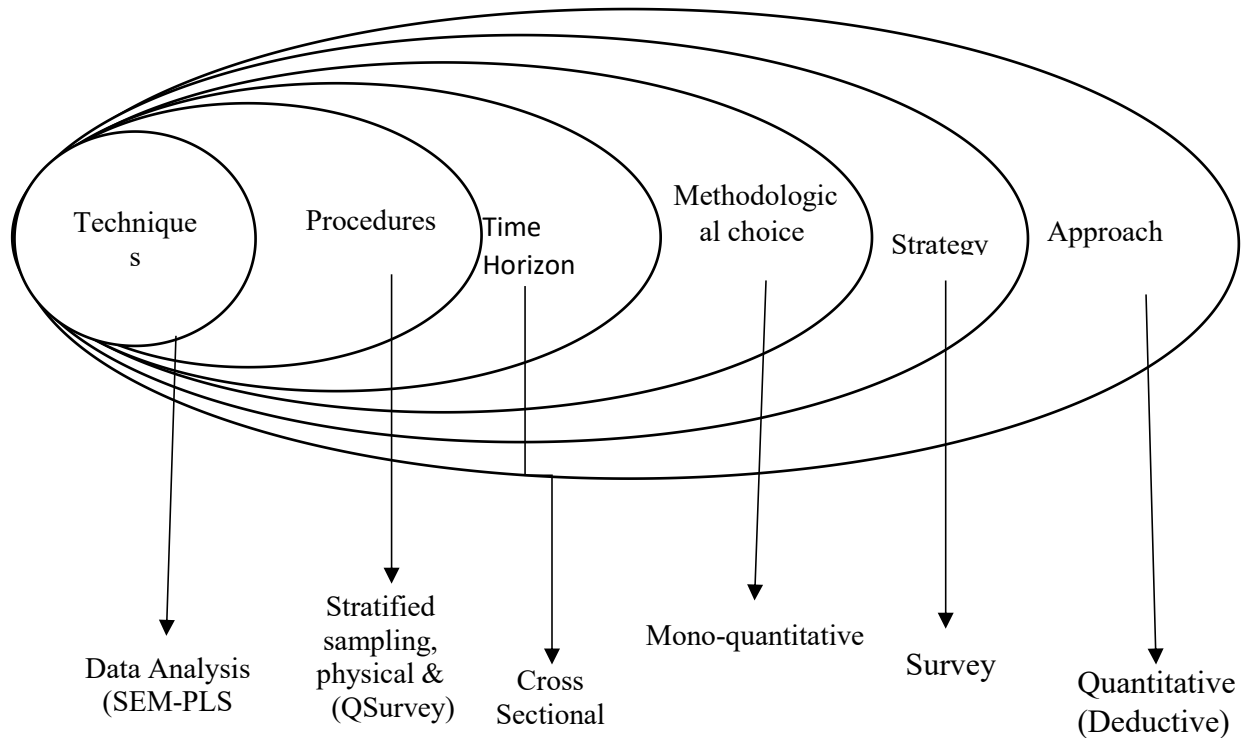 Technique
s
Procedures
Time
Horizon
Methodologic
al choice
Strategy
Approach
Data Analysis
(SEM-PLS
Stratified
sampling,
physical &
(QSurvey)
Cross
Sectional
Mono-quantitative
Survey
Quantitative
(Deductive)